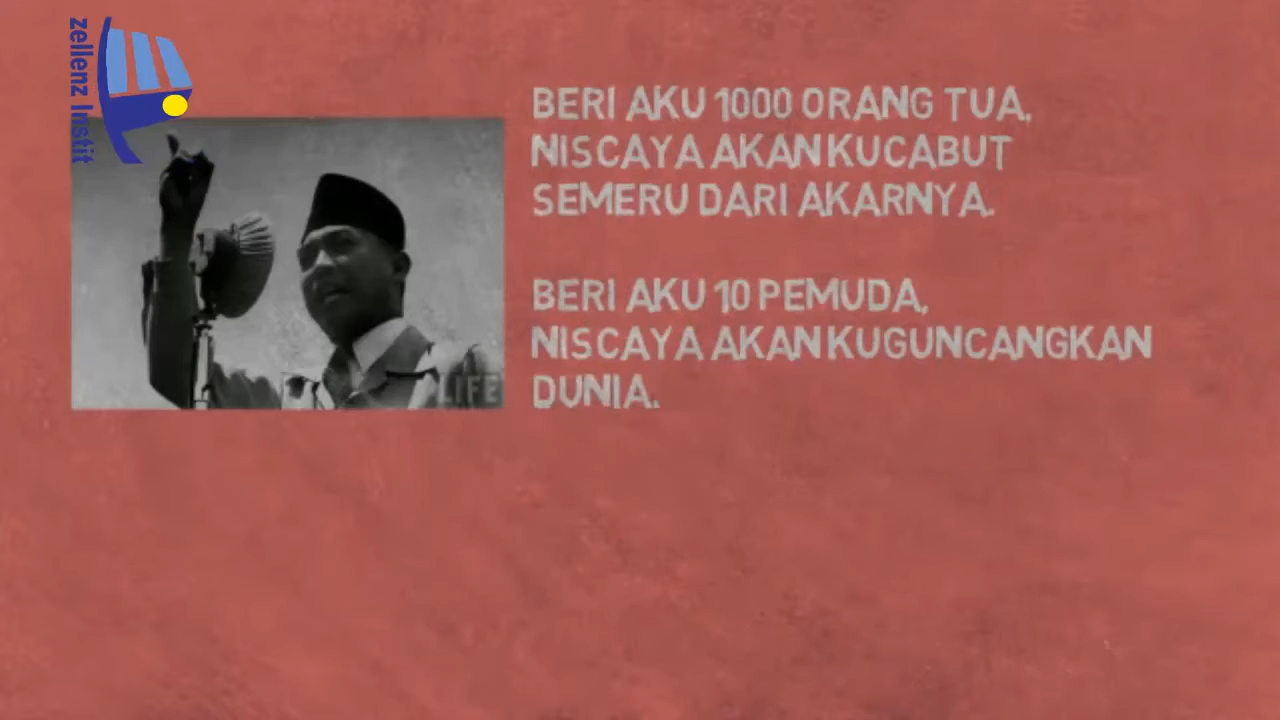 zellenz Instit
BERI AKU 1000 ORANG TUA,
NISCAYA AKAN KUCABUT
SEMERU DARI AKARNYA.
BERI AKU 10 PEMUDA,
NISCAYA AKAN KUGUNCANGKAN
DUNIA.
LIFE